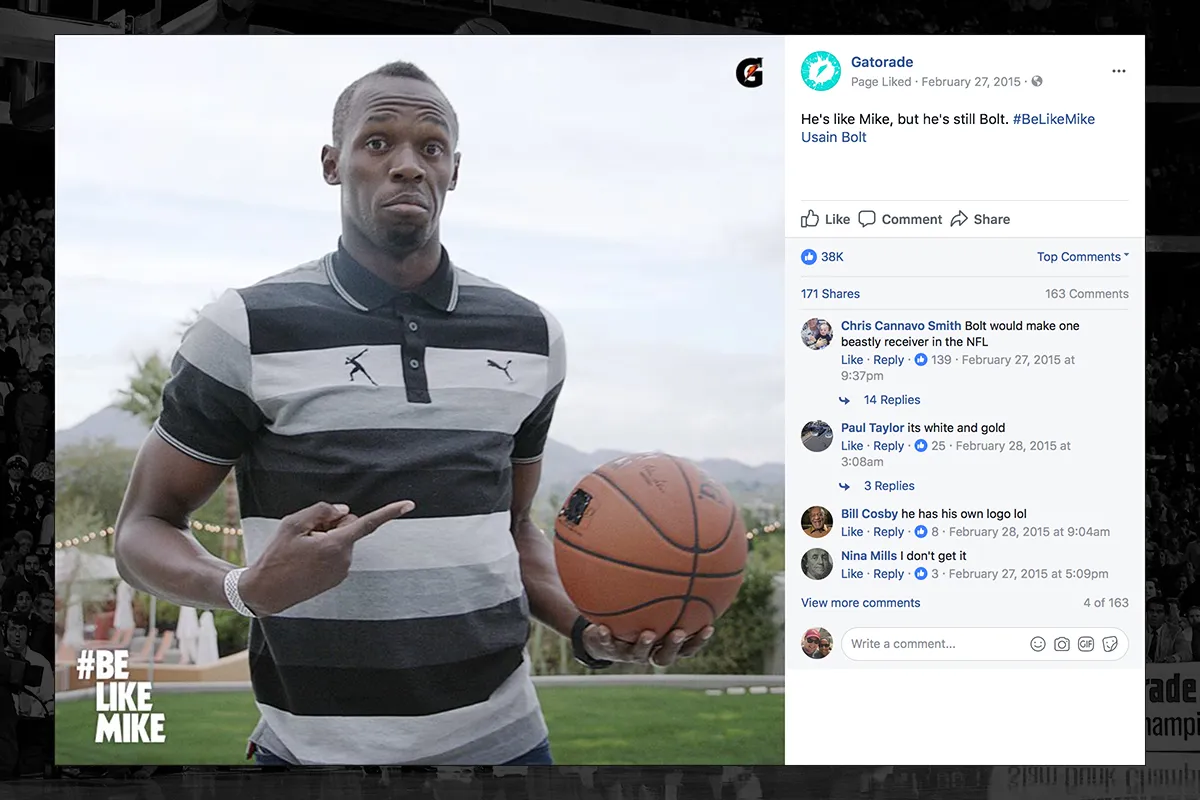 G
#BE
LIKE
MIKE
Gatorade
Page Liked · February 27, 2015 ·
He's like Mike, but he's still Bolt. #BeLikeMike
Usain Bolt
Like Comment Share
38K Top Comments
171 Shares 163 Comments
Chris Cannavo Smith Bolt would make one
beastly receiver in the NFL
Like · Reply · 139 · February 27, 2015 at
9:37pm
14 Replies
Paul Taylor its white and gold
Like · Reply · 25 · February 28, 2015 at
3:08am
3 Replies
Bill Cosby he has his own logo lol
Like · Reply · 8 · February 28, 2015 at 9:04am
Nina Mills I don't get it
Like · Reply · 3 · February 27, 2015 at 5:09pm
View more comments 4 of 163
Write a comment... GIF
rade
hampi